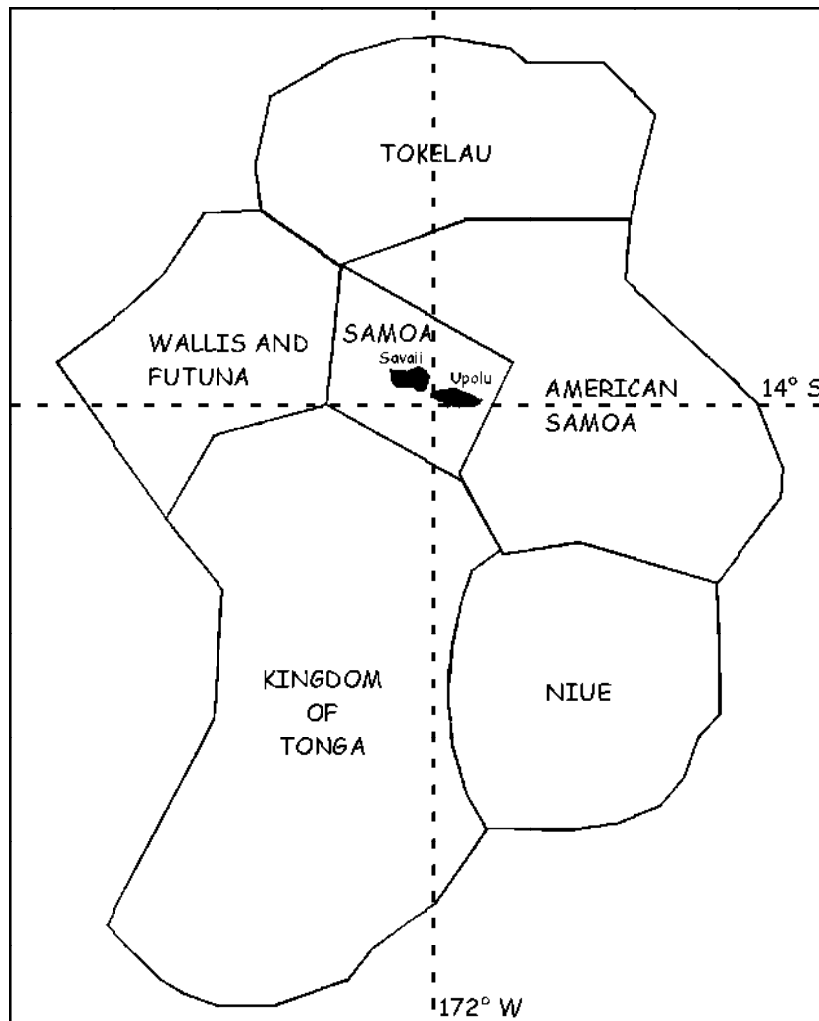 TOKELAU
SAMOA
Savaii
Upolu
WALLIS AND
FUTUNA
AMERICAN
SAMOA
14° S
KINGDOM
OF
TONGA
NIUE
172° W